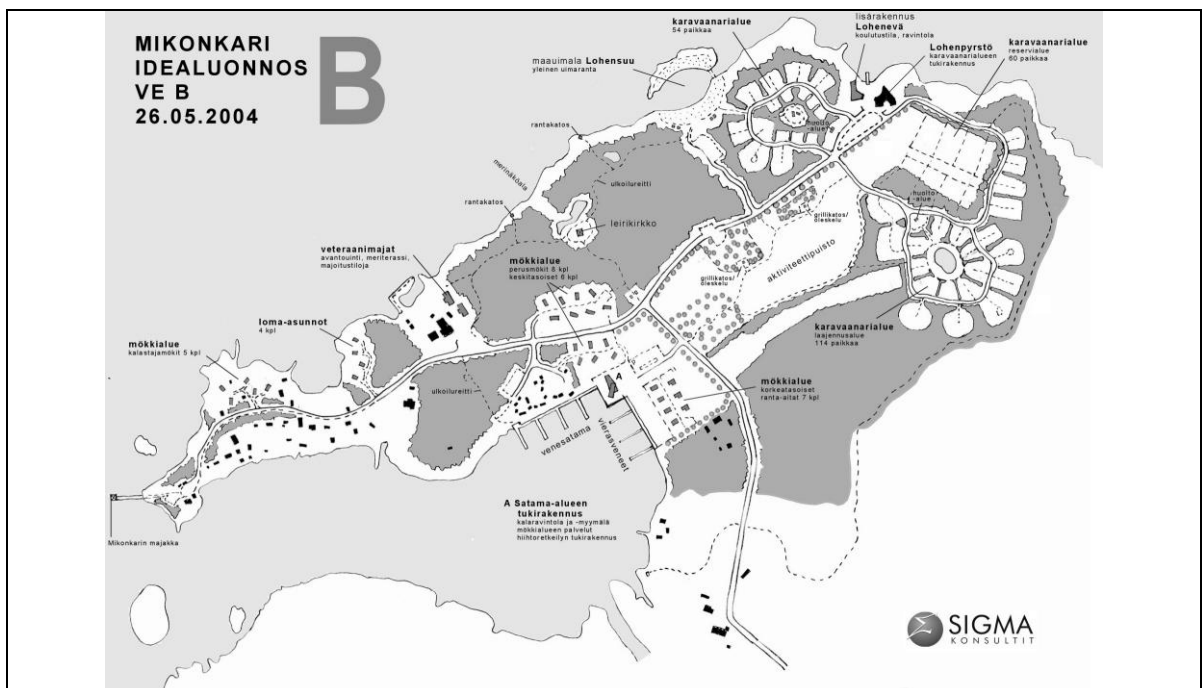 MIKONKARI
IDEALUONNOS
VE B
26.05.2004
B
karavaanarialue
54 paikkaa
lisärakennus
Lohenevä
koulutustila, ravintola
Lohenpyrstö
karavaanarialueen
tukirakennus
karavaanarialue
reservialue
60 paikkaa
maauimala Lohensuu
yleinen uimaranta
rantakatos
huolto
-alue
merinäköala
ulkoilureitti
rantakatos
huolto
-alue
leirikirkko
grillikatos/
oleskelu
veteraanimajat
avantouinti, meriterassi,
majoitustiloja
mökkialue
perusmökit 8 kpl
keskitasoiset 6 kpl
grillikatos/
oleskelu
aktiviteettipuisto
loma-asunnot
4 kpl
karavaanarialue
laajennusalue
114 paikkaa
mökkialue
kalastajamökit 5 kpl
ulkoilureitti
A
mökkialue
korkeatasoiset
ranta-aitat 7 kpl
venesatama
vierasveneet
A Satama-alueen
tukirakennus
kalaravintola ja -myymälä
mökkialueen palvelut
hiihtoretkeilyn tukirakennus
Mikonkarin majakka
SIGMA
KONSULTIT